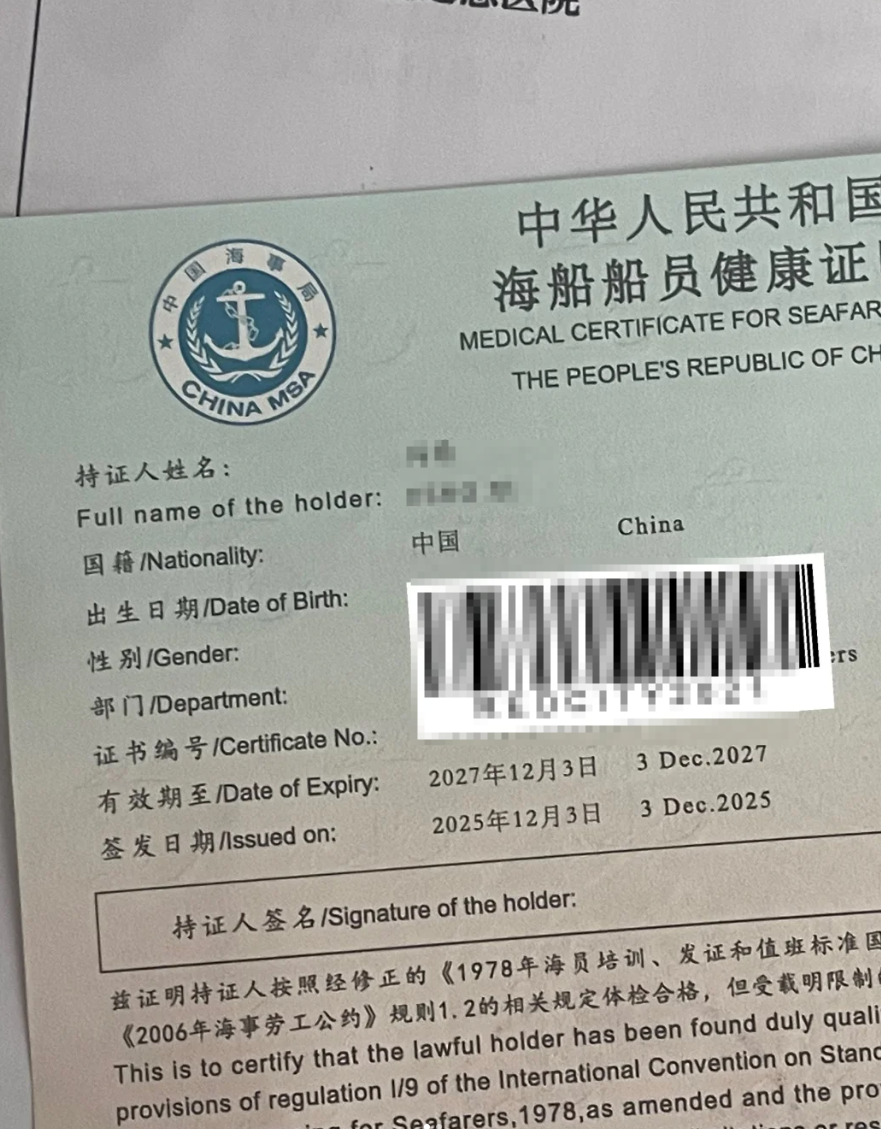 医院
中国海事局
CHINA MSA
中华人民共和国
海船船员健康证
MEDICAL CERTIFICATE FOR SEAFAR
THE PEOPLE'S REPUBLIC OF CH
持证人姓名:
Full name of the holder:
国籍/Nationality: 中国 China
出生日期/Date of Birth:
性别/Gender:
部门/Department: ers
证书编号/Certificate No.:
有效期至/Date of Expiry: 2027年12月3日 3 Dec.2027
签发日期/Issued on: 2025年12月3日 3 Dec.2025
持证人签名/Signature of the holder:
兹证明持证人按照经修正的《1978年海员培训、发证和值班标准国
《2006年海事劳工公约》规则1.2的相关规定体检合格，但受载明限制
This is to certify that the lawful holder has been found duly quali
provisions of regulation I/9 of the International Convention on Stand
for Seafarers,1978,as amended and the pro